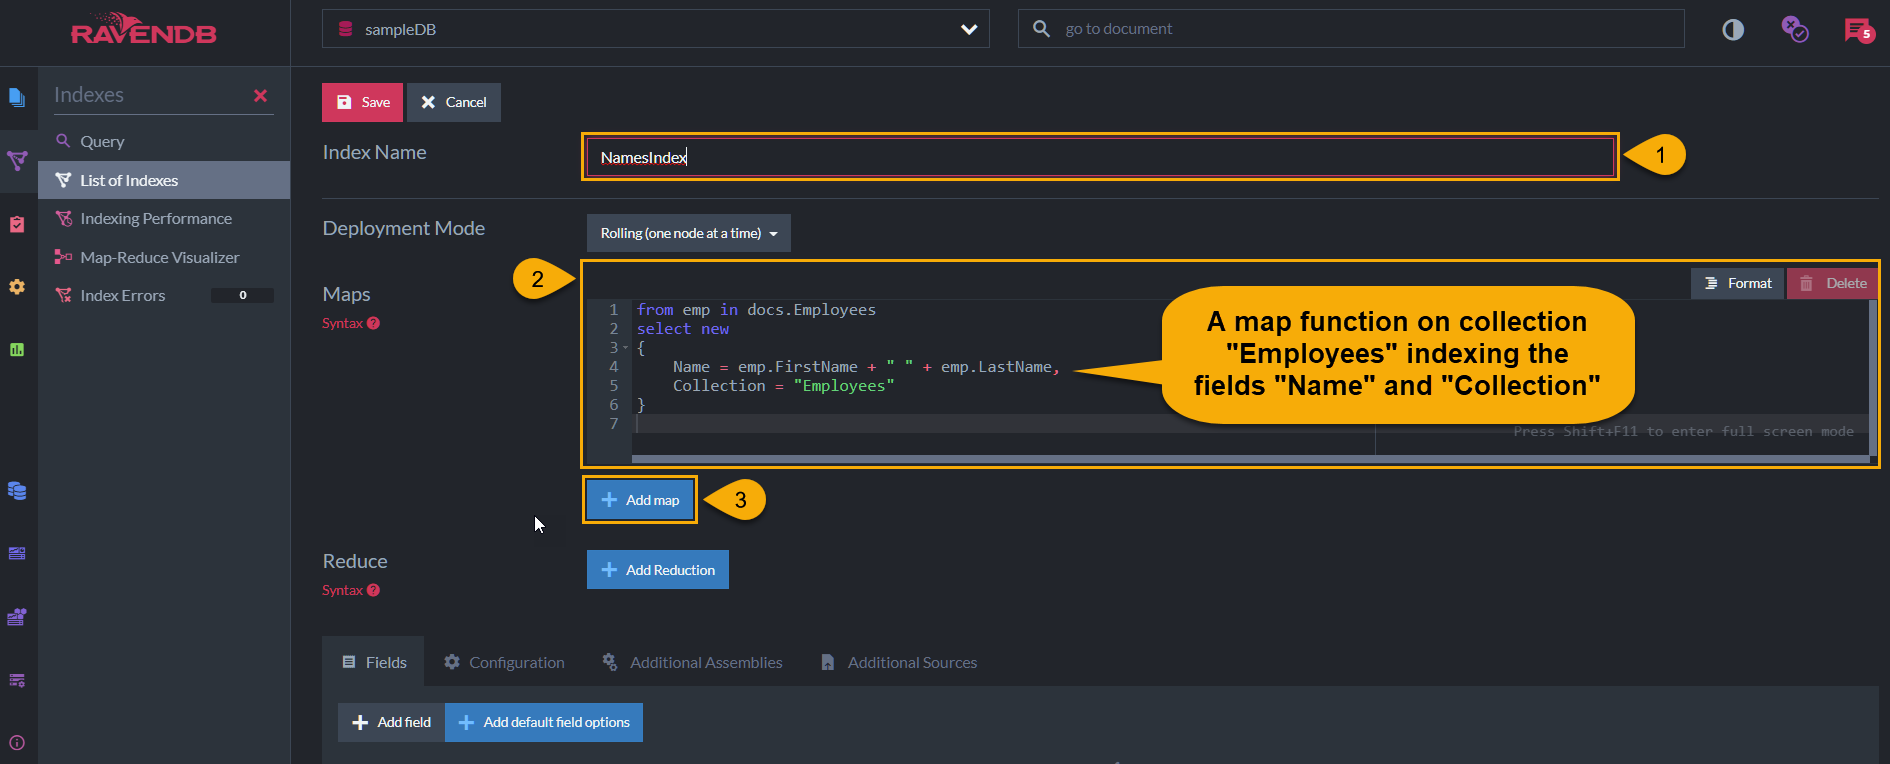 RAVENDB
sampleDB
go to document
5
Indexes
Query
List of Indexes
Indexing Performance
Map-Reduce Visualizer
Index Errors 0
Save
Cancel
Index Name
NamesIndex
1
Deployment Mode
Rolling (one node at a time)
2
Maps
Syntax ?
Format
Delete
1 from emp in docs.Employees
2 select new
3 {
4 Name = emp.FirstName + " " + emp.LastName,
5 Collection = "Employees"
6 }
7
A map function on collection
"Employees" indexing the
fields "Name" and "Collection"
Press Shift+F11 to enter full screen mode
Add map
3
Reduce
Syntax ?
Add Reduction
Fields
Configuration
Additional Assemblies
Additional Sources
Add field
Add default field options